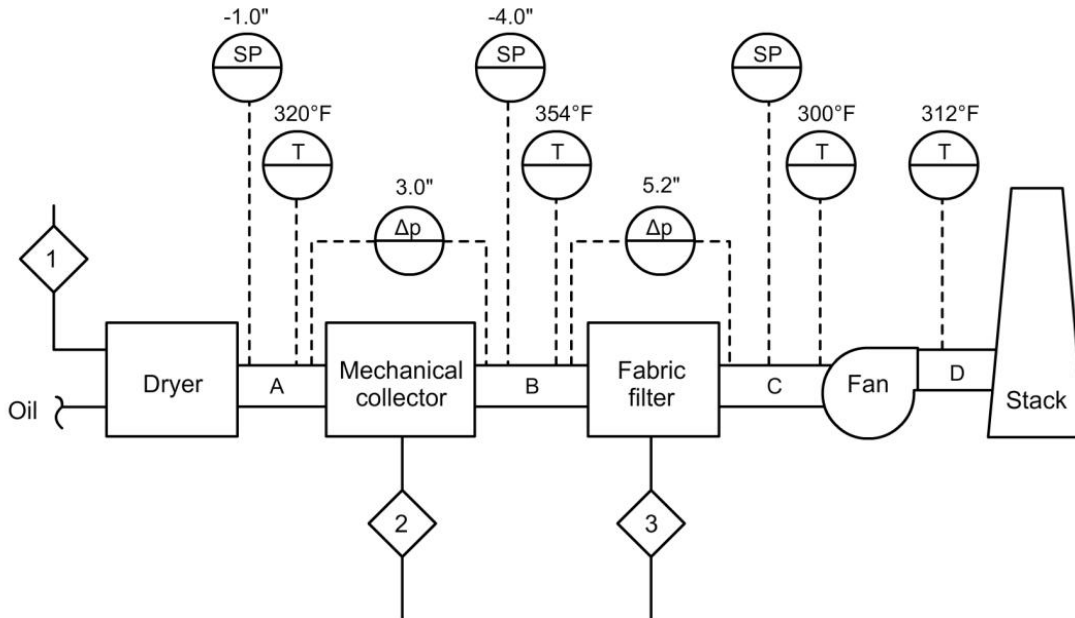 -1.0"
-4.0"
SP
SP
SP
320°F
354°F
300°F
312°F
T
T
T
T
3.0"
5.2"
Δp
Δp
1
Dryer
A
Mechanical
collector
B
Fabric
filter
C
Fan
D
Stack
Oil
2
3